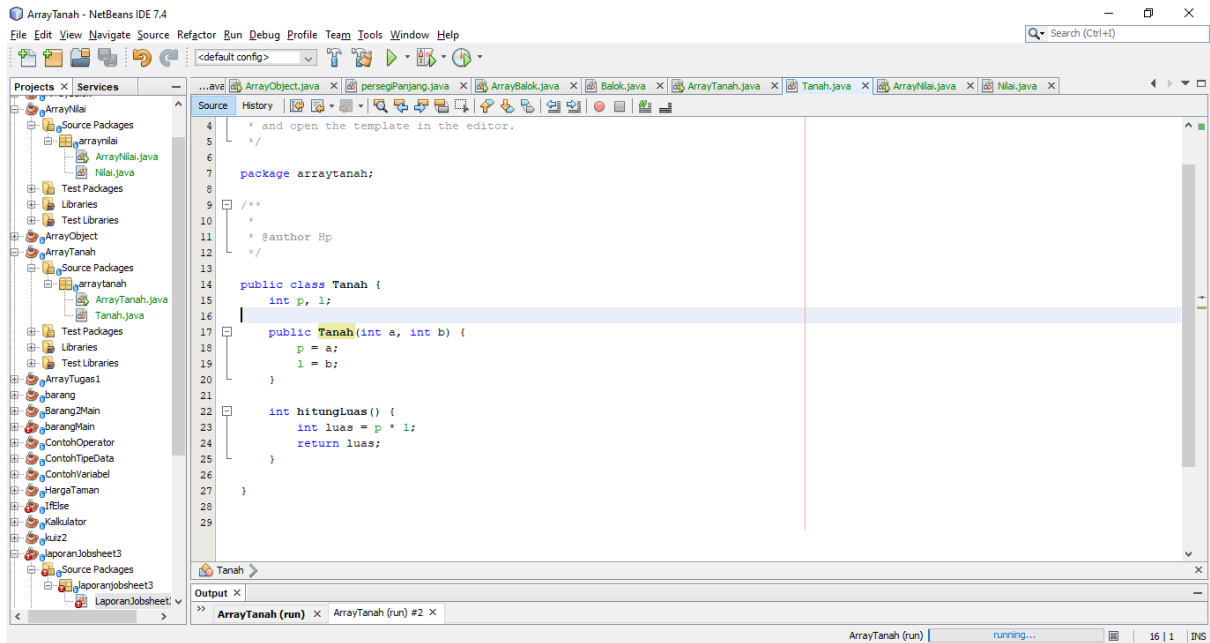 ArrayTanah - NetBeans IDE 7.4
File Edit View Navigate Source Refactor Run Debug Profile Team Tools Window Help
Search (Ctrl+I)
<default config>
Projects Services
...ava ArrayObject.java persegiPanjang.java ArrayBalok.java Balok.java ArrayTanah.java Tanah.java ArrayNilai.java Nilai.java
ArrayNilai
Source Packages
arraynilai
ArrayNilai.java
Nilai.java
Test Packages
Libraries
Test Libraries
ArrayObject
ArrayTanah
Source Packages
arraytanah
ArrayTanah.java
Tanah.java
Test Packages
Libraries
Test Libraries
ArrayTugas1
barang
Barang2Main
barangMain
ContohOperator
ContohTipeData
ContohVariabel
HargaTaman
IfElse
Kalkulator
kuiz2
laporanJobsheet3
Source Packages
laporanjobsheet3
Source History
4 * and open the template in the editor.
5 */
6
7 package arraytanah;
8
9 /**
10 *
11 * @author Hp
12 */
13
14 public class Tanah {
15 int p, l;
16
17 public Tanah(int a, int b) {
18 p = a;
19 l = b;
20 }
21
22 int hitungLuas() {
23 int luas = p * l;
24 return luas;
25 }
26
27 }
28
29
Tanah
Output
ArrayTanah (run) ArrayTanah (run) #2
ArrayTanah (run) running... 16 | 1 INS